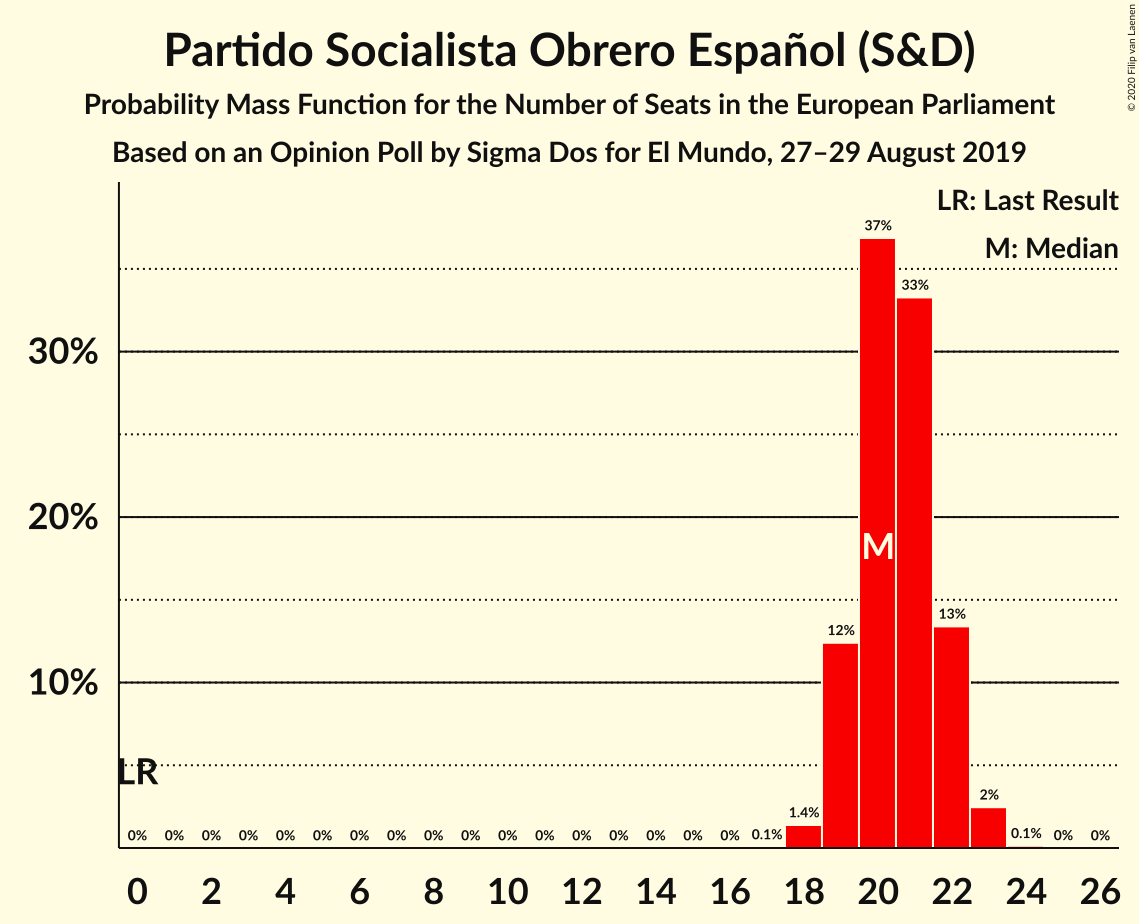 Partido Socialista Obrero Español (S&D)
Probability Mass Function for the Number of Seats in the European Parliament
Based on an Opinion Poll by Sigma Dos for El Mundo, 27–29 August 2019
© 2020 Filip van Laenen
LR: Last Result
M: Median
37%
33%
30%
20%
M
13%
12%
10%
LR
2%
1.4%
0% 0% 0% 0% 0% 0% 0% 0% 0% 0% 0% 0% 0% 0% 0% 0% 0% 0.1% 0.1% 0% 0%
0 2 4 6 8 10 12 14 16 18 20 22 24 26